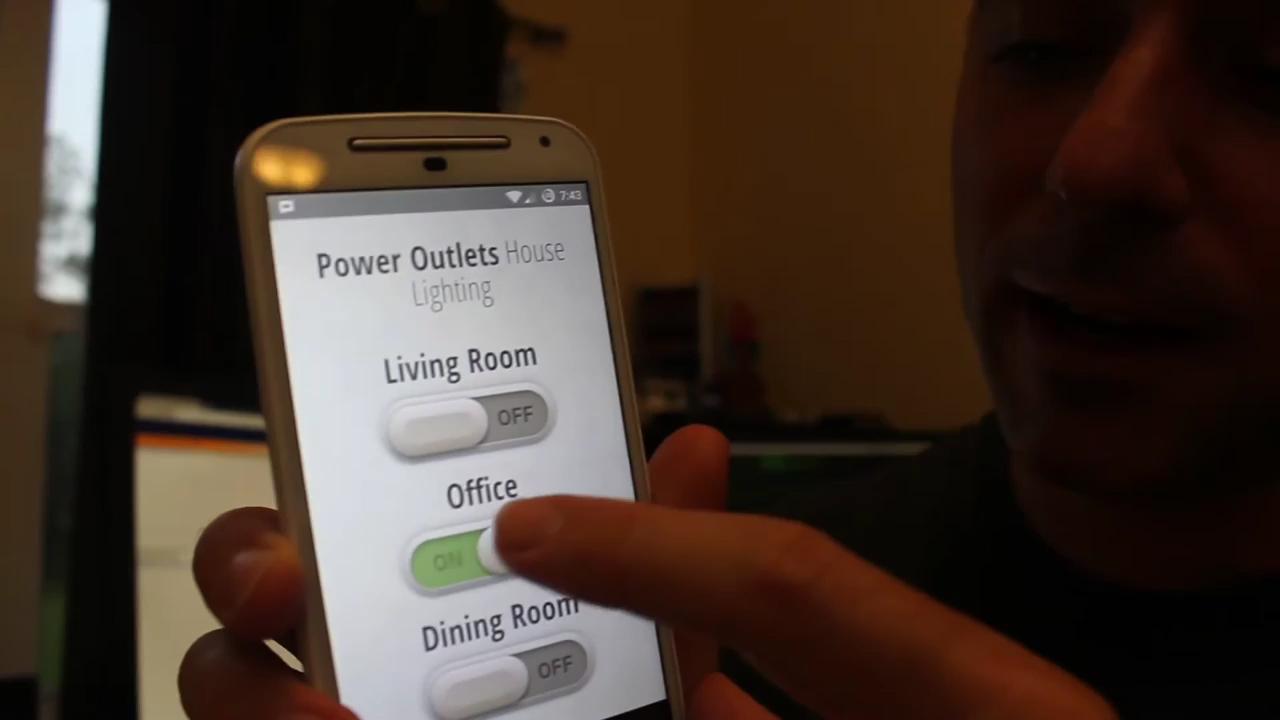 7:43
Power Outlets House
Lighting
Living Room
OFF
Office
ON
Dining Room
OFF